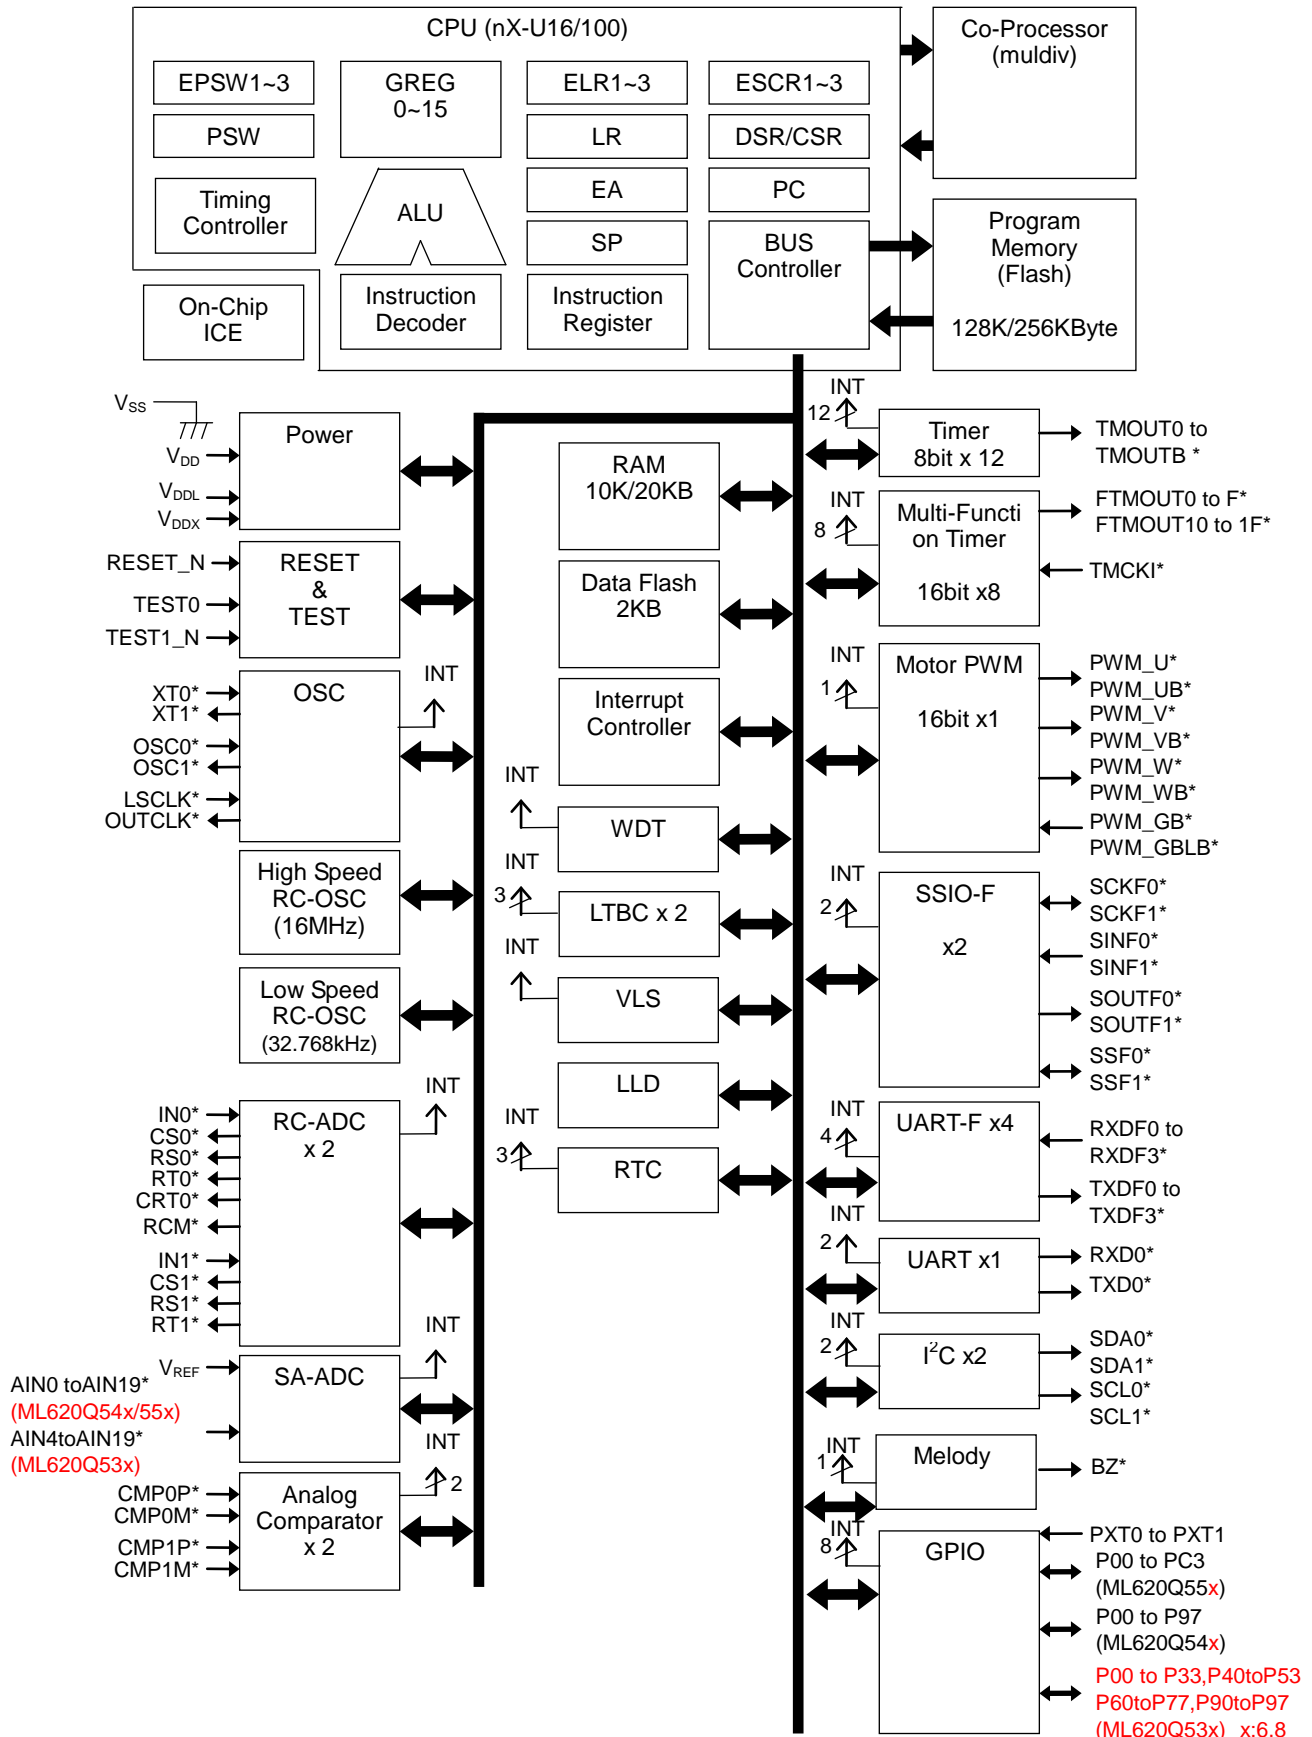 CPU (nX-U16/100)
EPSW1~3
GREG
0~15
ELR1~3
ESCR1~3
PSW
LR
DSR/CSR
Timing
Controller
ALU
EA
PC
SP
BUS
Controller
On-Chip
ICE
Instruction
Decoder
Instruction
Register
Co-Processor
(muldiv)
Program
Memory
(Flash)
128K/256KByte
VSS
VDD
VDDL
VDDX
Power
RESET_N
TEST0
TEST1_N
RESET
&
TEST
XT0*
XT1*
OSC0*
OSC1*
LSCLK*
OUTCLK*
OSC
INT
High Speed
RC-OSC
(16MHz)
Low Speed
RC-OSC
(32.768kHz)
IN0*
CS0*
RS0*
RT0*
CRT0*
RCM*
IN1*
CS1*
RS1*
RT1*
RC-ADC
x 2
INT
VREF
AIN0 toAIN19*
(ML620Q54x/55x)
AIN4toAIN19*
(ML620Q53x)
SA-ADC
INT
CMP0P*
CMP0M*
CMP1P*
CMP1M*
Analog
Comparator
x 2
INT
2
RAM
10K/20KB
Data Flash
2KB
Interrupt
Controller
INT
WDT
INT
3
LTBC x 2
INT
VLS
LLD
INT
3
RTC
INT
12
Timer
8bit x 12
TMOUT0 to
TMOUTB *
INT
8
Multi-Functi
on Timer
16bit x8
FTMOUT0 to F*
FTMOUT10 to 1F*
TMCKI*
INT
1
Motor PWM
16bit x1
PWM_U*
PWM_UB*
PWM_V*
PWM_VB*
PWM_W*
PWM_WB*
PWM_GB*
PWM_GBLB*
INT
2
SSIO-F
x2
SCKF0*
SCKF1*
SINF0*
SINF1*
SOUTF0*
SOUTF1*
SSF0*
SSF1*
INT
4
UART-F x4
RXDF0 to
RXDF3*
TXDF0 to
TXDF3*
INT
2
UART x1
RXD0*
TXD0*
INT
2
I2C x2
SDA0*
SDA1*
SCL0*
SCL1*
INT
1
Melody
BZ*
INT
8
GPIO
PXT0 to PXT1
P00 to PC3
(ML620Q55x)
P00 to P97
(ML620Q54x)
P00 to P33,P40toP53
P60toP77,P90toP97
(ML620Q53x) x:6,8